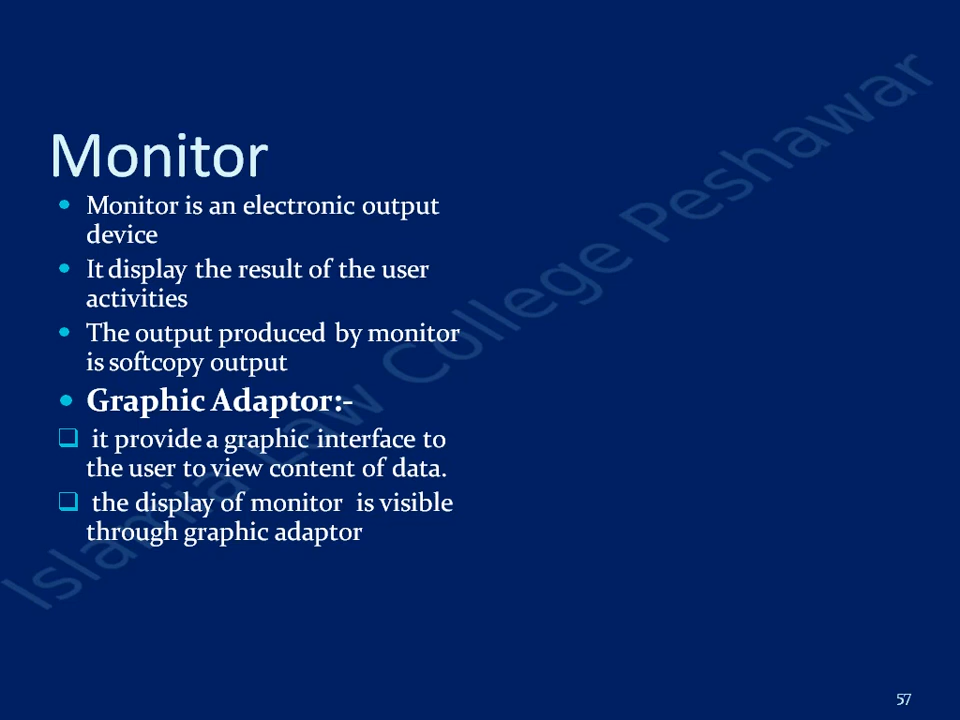 Monitor
• Monitor is an electronic output
device
• It display the result of the user
activities
• The output produced by monitor
is softcopy output
• Graphic Adaptor:-
❑ it provide a graphic interface to
the user to view content of data.
❑ the display of monitor is visible
through graphic adaptor
Islamia Law College Peshawar
57